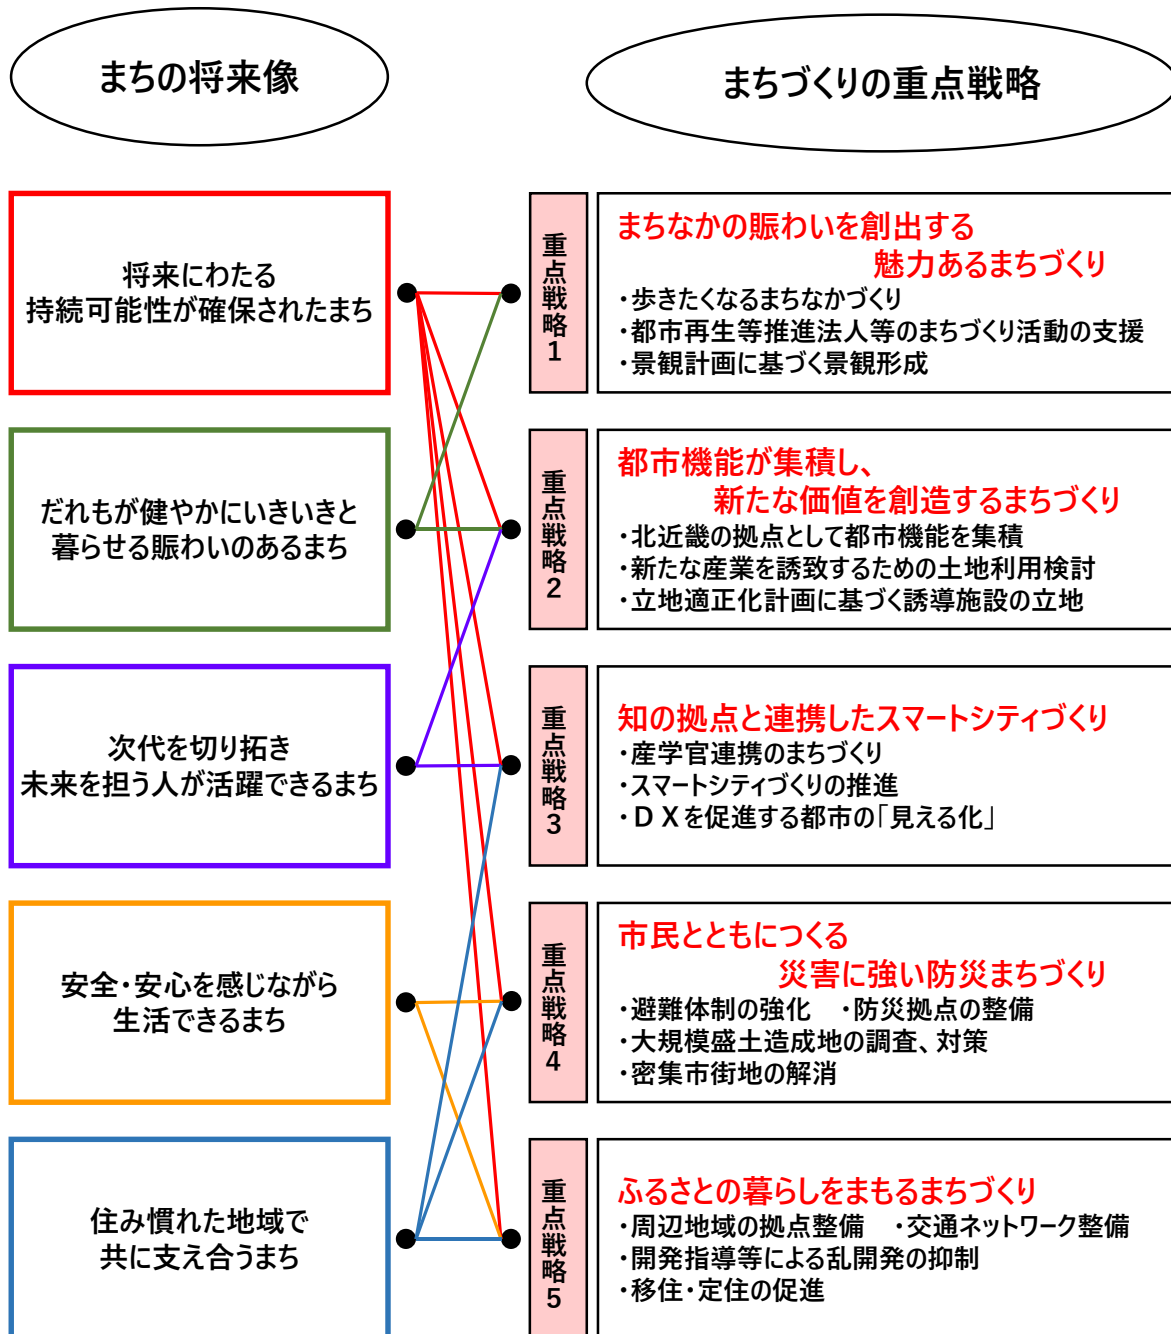 まちの将来像
まちづくりの重点戦略
将来にわたる
持続可能性が確保されたまち
重点戦略1
まちなかの賑わいを創出する
魅力あるまちづくり
・歩きたくなるまちなかづくり
・都市再生等推進法人等のまちづくり活動の支援
・景観計画に基づく景観形成
だれもが健やかにいきいきと
暮らせる賑わいのあるまち
重点戦略2
都市機能が集積し、
新たな価値を創造するまちづくり
・北近畿の拠点として都市機能を集積
・新たな産業を誘致するための土地利用検討
・立地適正化計画に基づく誘導施設の立地
次代を切り拓き
未来を担う人が活躍できるまち
重点戦略3
知の拠点と連携したスマートシティづくり
・産学官連携のまちづくり
・スマートシティづくりの推進
・ＤＸを促進する都市の「見える化」
安全・安心を感じながら
生活できるまち
重点戦略4
市民とともにつくる
災害に強い防災まちづくり
・避難体制の強化　・防災拠点の整備
・大規模盛土造成地の調査、対策
・密集市街地の解消
住み慣れた地域で
共に支え合うまち
重点戦略5
ふるさとの暮らしをまもるまちづくり
・周辺地域の拠点整備　・交通ネットワーク整備
・開発指導等による乱開発の抑制
・移住・定住の促進